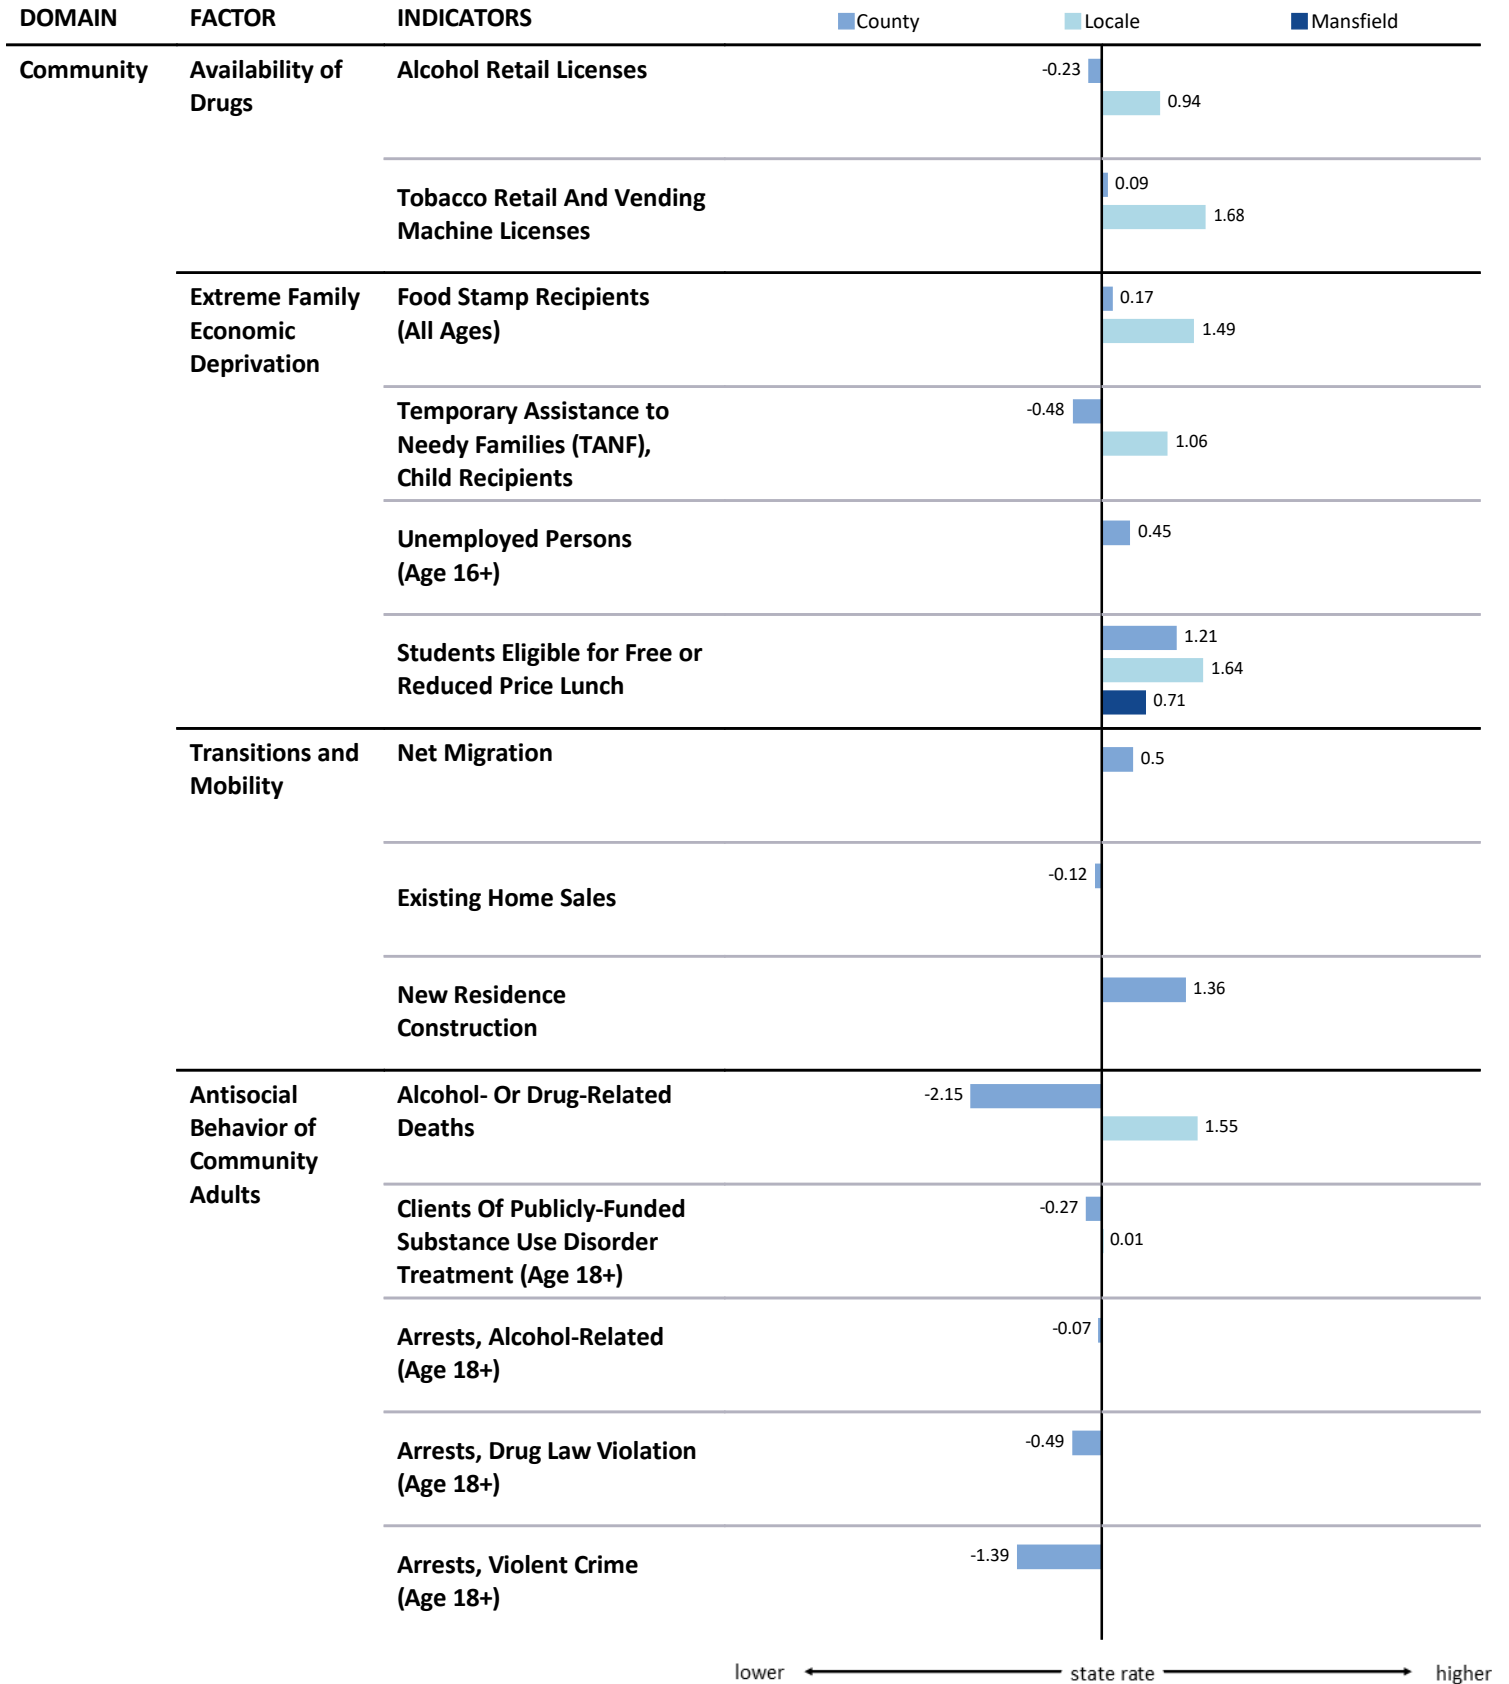 DOMAIN FACTOR INDICATORS County Locale Mansfield
Community Availability of Alcohol Retail Licenses -0.23
Drugs 0.94
Tobacco Retail And Vending 0.09
Machine Licenses 1.68
Extreme Family Food Stamp Recipients 0.17
Economic (All Ages) 1.49
Deprivation
Temporary Assistance to -0.48
Needy Families (TANF), 1.06
Child Recipients
Unemployed Persons 0.45
(Age 16+)
Students Eligible for Free or 1.21
Reduced Price Lunch 1.64
0.71
Transitions and Net Migration 0.5
Mobility
Existing Home Sales -0.12
New Residence 1.36
Construction
Antisocial Alcohol- Or Drug-Related -2.15
Behavior of Deaths 1.55
Community
Adults
Clients Of Publicly-Funded -0.27
Substance Use Disorder 0.01
Treatment (Age 18+)
Arrests, Alcohol-Related -0.07
(Age 18+)
Arrests, Drug Law Violation -0.49
(Age 18+)
Arrests, Violent Crime -1.39
(Age 18+)
lower state rate higher